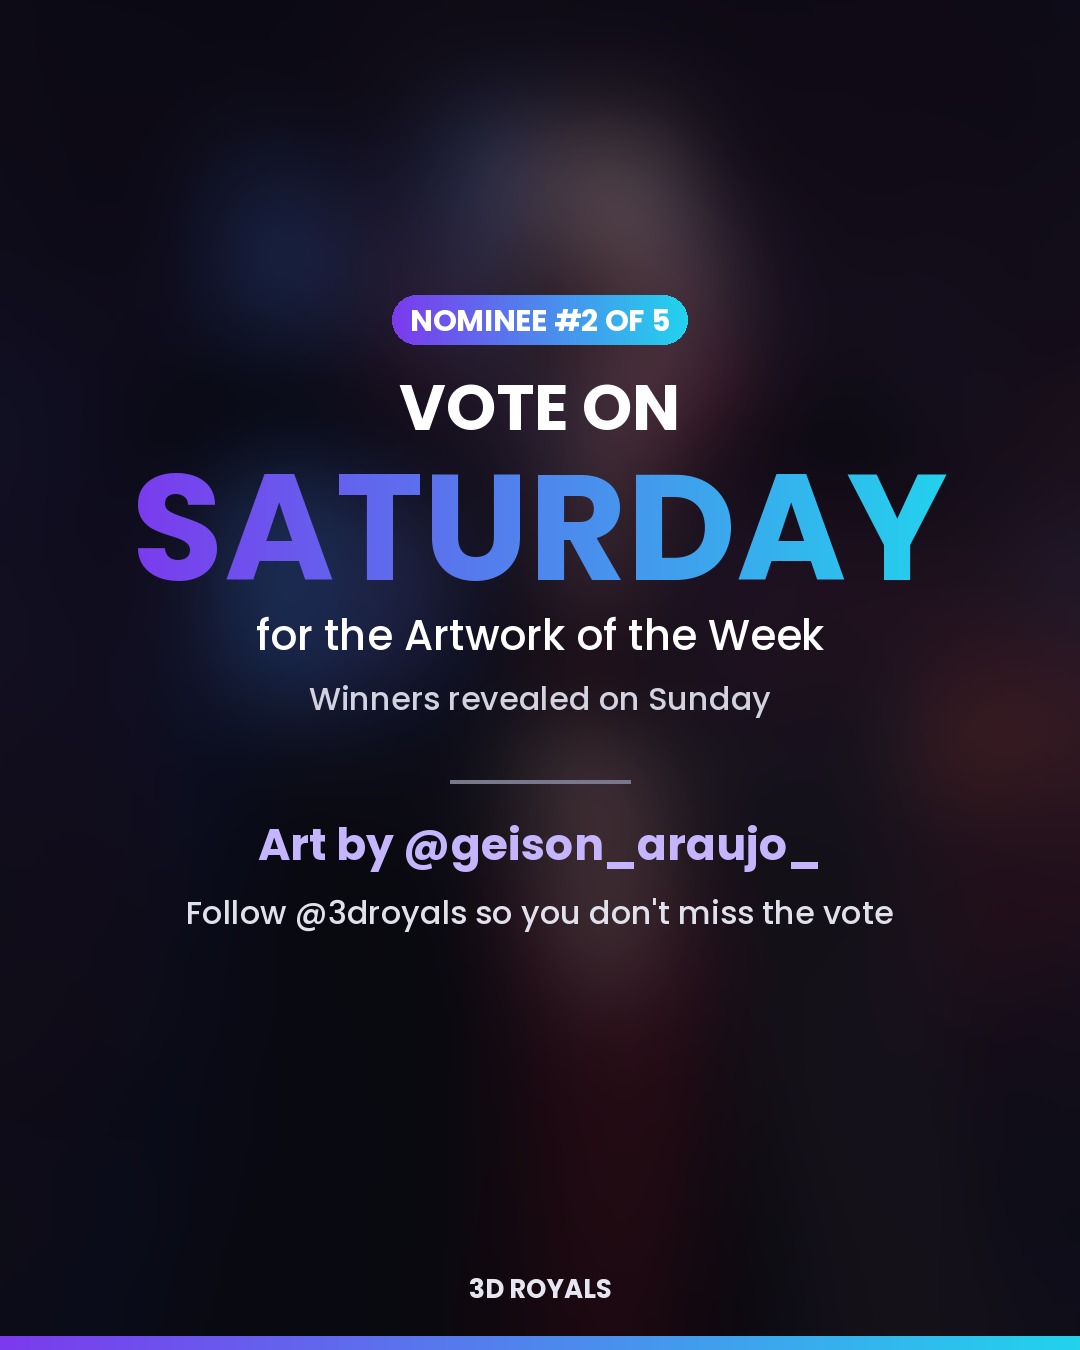 NOMINEE #2 OF 5
VOTE ON
SATURDAY
for the Artwork of the Week
Winners revealed on Sunday
Art by @geison_araujo_
Follow @3droyals so you don't miss the vote
3D ROYALS